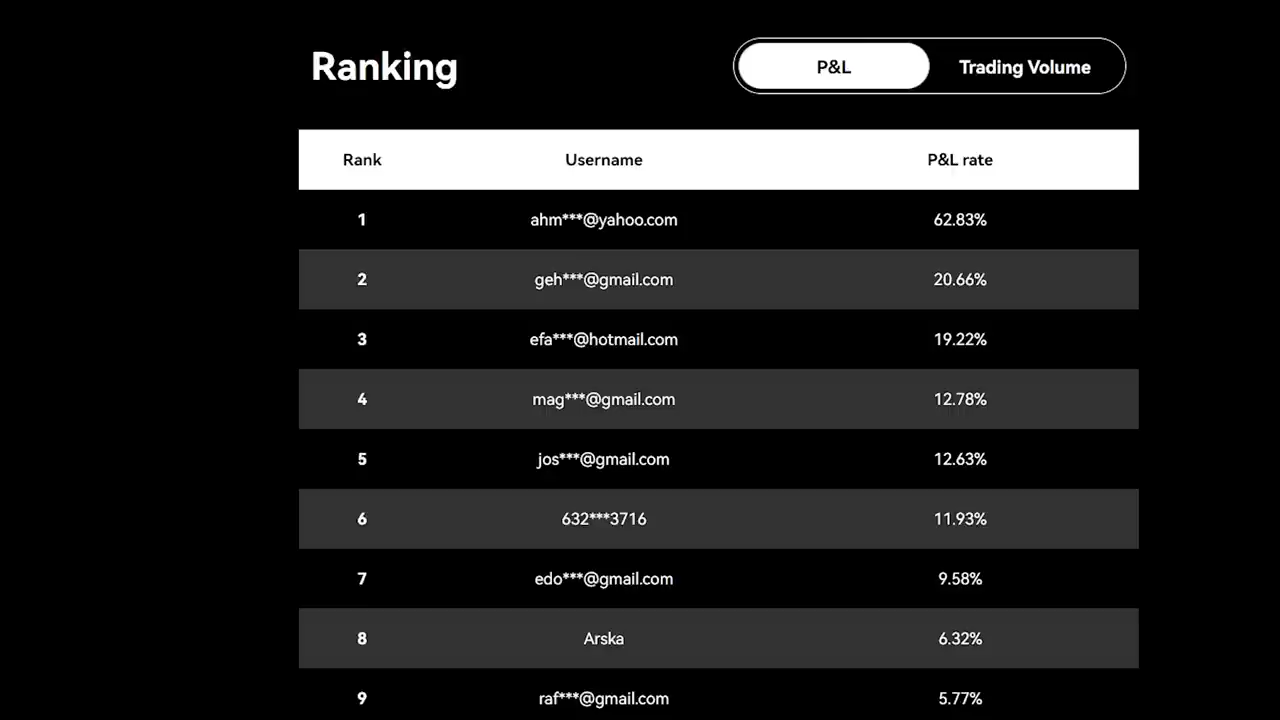 Ranking
P&L Trading Volume
Rank Username P&L rate
1 ahm***@yahoo.com 62.83%
2 geh***@gmail.com 20.66%
3 efa***@hotmail.com 19.22%
4 mag***@gmail.com 12.78%
5 jos***@gmail.com 12.63%
6 632***3716 11.93%
7 edo***@gmail.com 9.58%
8 Arska 6.32%
9 raf***@gmail.com 5.77%